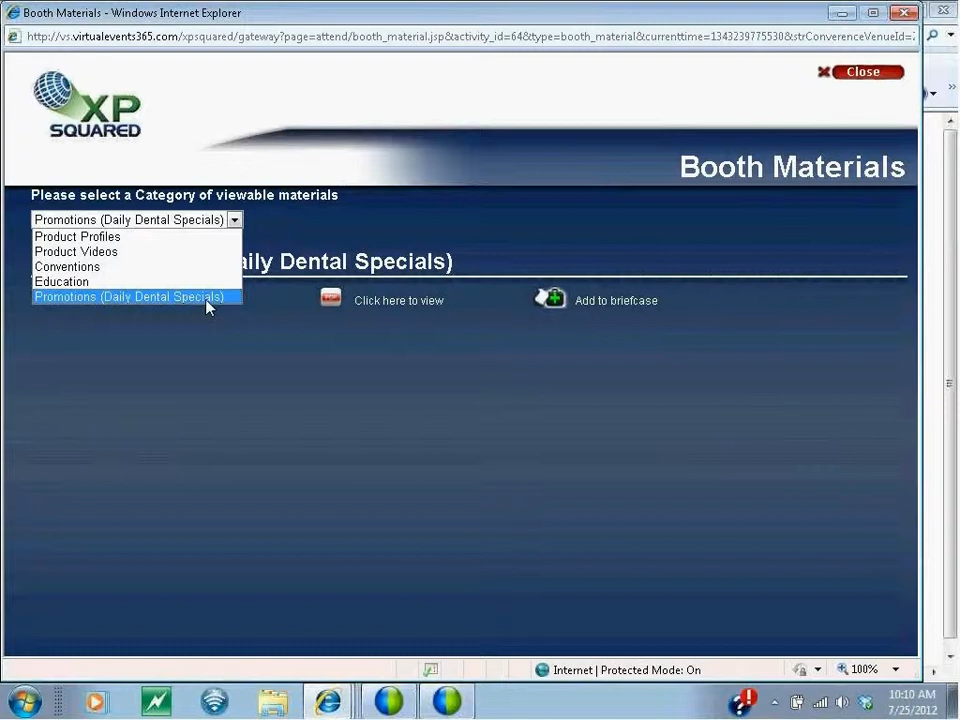 Booth Materials - Windows Internet Explorer
http://vs.virtualevents365.com/xpsquared/gateway?page=attend/booth_material.jsp&activity_id=64&type=booth_material&currenttime=1343239775530&strConverenceVenueId=
Close
XP
SQUARED
Booth Materials
Please select a Category of viewable materials
Promotions (Daily Dental Specials)
Product Profiles
Product Videos
Conventions
Education
Promotions (Daily Dental Specials)
aily Dental Specials)
Click here to view
Add to briefcase
Internet | Protected Mode: On
100%
10:10 AM
7/25/2012